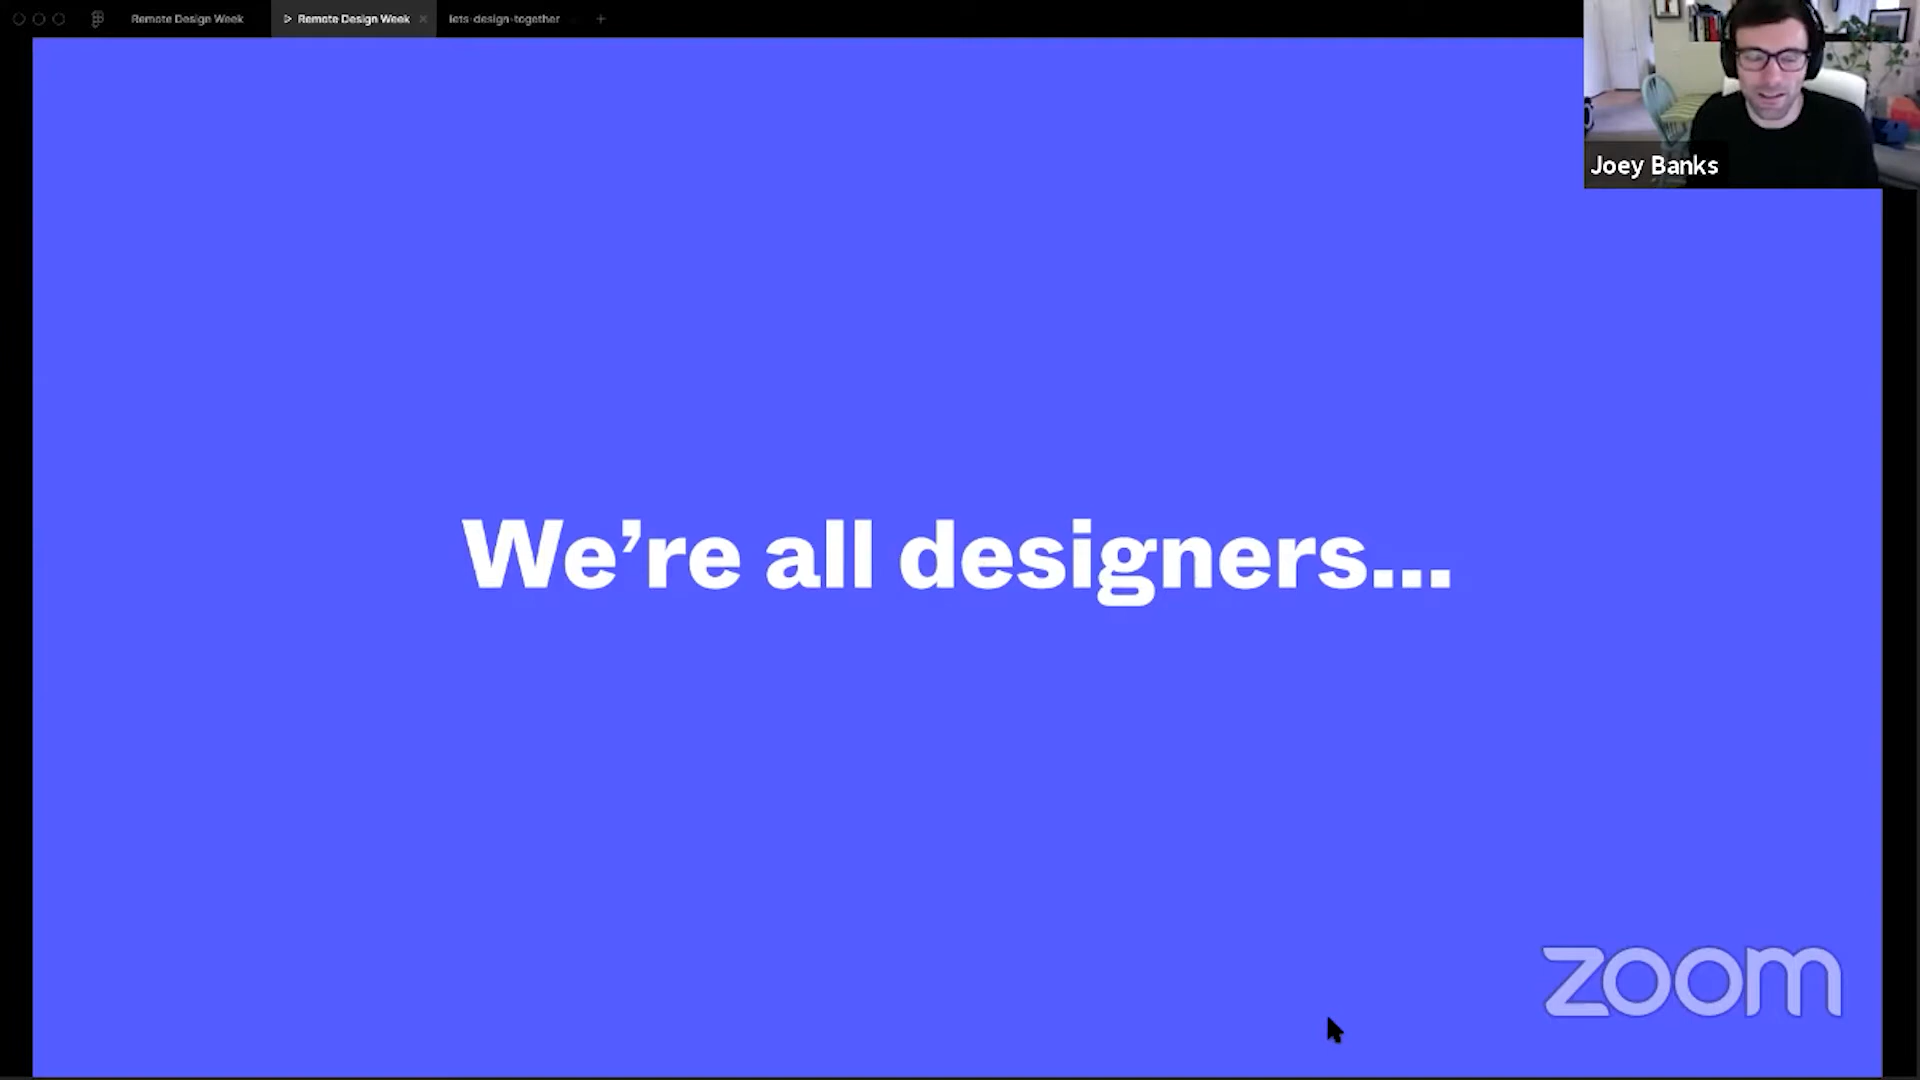 Remote Design Week
Remote Design Week
lets-design-together
Joey Banks
We’re all designers...
zoom